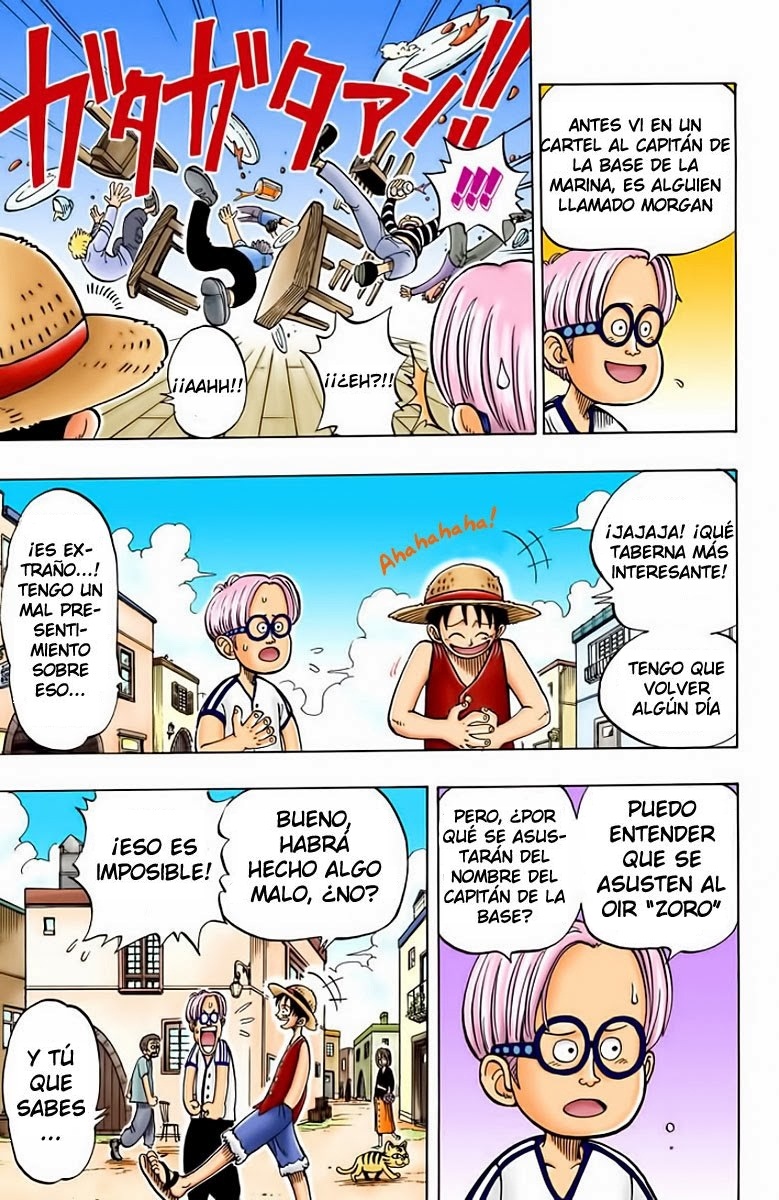 ANTES VI EN UN
CARTEL AL CAPITÁN DE
LA BASE DE LA
MARINA, ES ALGUIEN
LLAMADO MORGAN
ガタガタアン!!
!!!
¡¡¿EH?!!
¡¡AAHH!!
¡JAJAJA! ¡QUÉ
TABERNA MÁS
INTERESANTE!
TENGO QUE
VOLVER
ALGÚN DÍA
Ahahahaha!
¡ES EX-
TRAÑO...!
TENGO UN
MAL PRE-
SENTI-
MIENTO
SOBRE
ESO...
PUEDO
ENTENDER
QUE SE
ASUSTEN AL
OIR "ZORO"
PERO, ¿POR
QUÉ SE ASUS-
TARÁN DEL
NOMBRE DEL
CAPITÁN DE LA
BASE?
BUENO,
HABRÁ
HECHO ALGO
MALO, ¿NO?
¡ESO ES
IMPOSIBLE!
Y TÚ
QUE
SABES
...